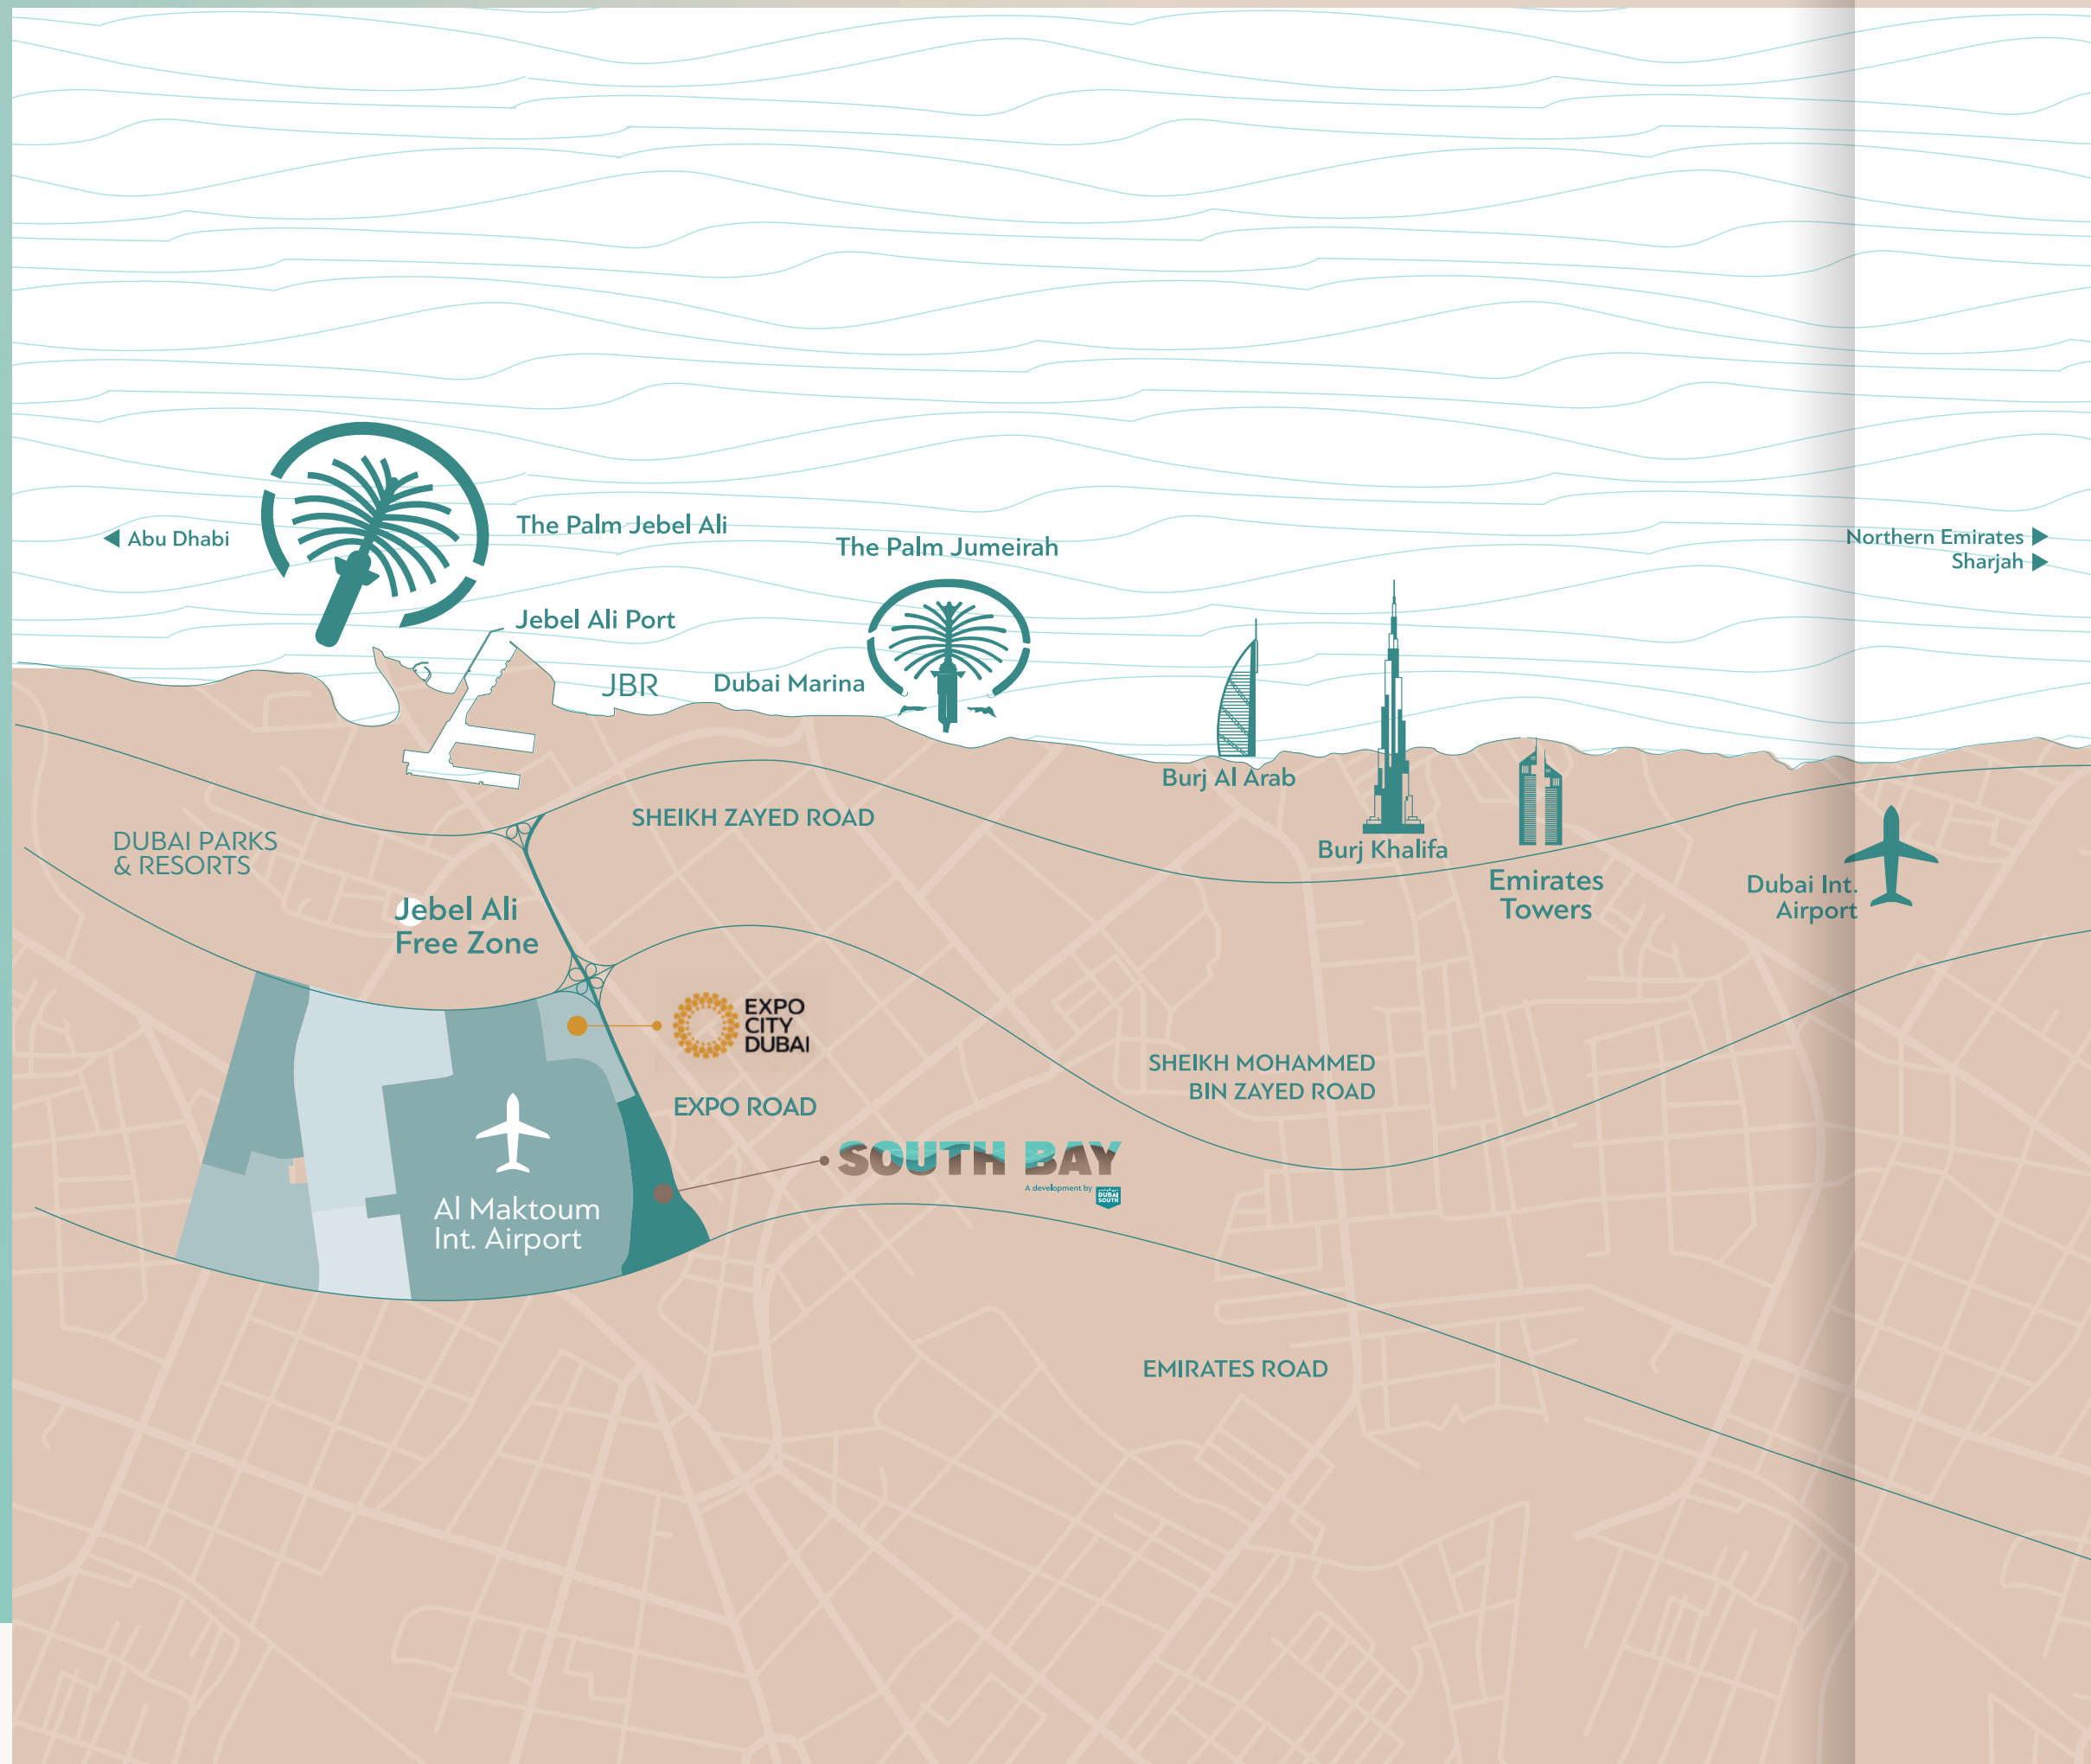 The Palm Jebel Ali
Abu Dhabi
The Palm Jumeirah
Northern Emirates
Sharjah
Jebel Ali Port
JBR
Dubai Marina
Burj Al Arab
SHEIKH ZAYED ROAD
DUBAI PARKS
& RESORTS
Burj Khalifa
Emirates
Towers
Dubai Int.
Airport
Jebel Ali
Free Zone
EXPO
CITY
DUBAI
SHEIKH MOHAMMED
BIN ZAYED ROAD
EXPO ROAD
SOUTH BAY
A development by
DUBAI
SOUTH
Al Maktoum
Int. Airport
EMIRATES ROAD